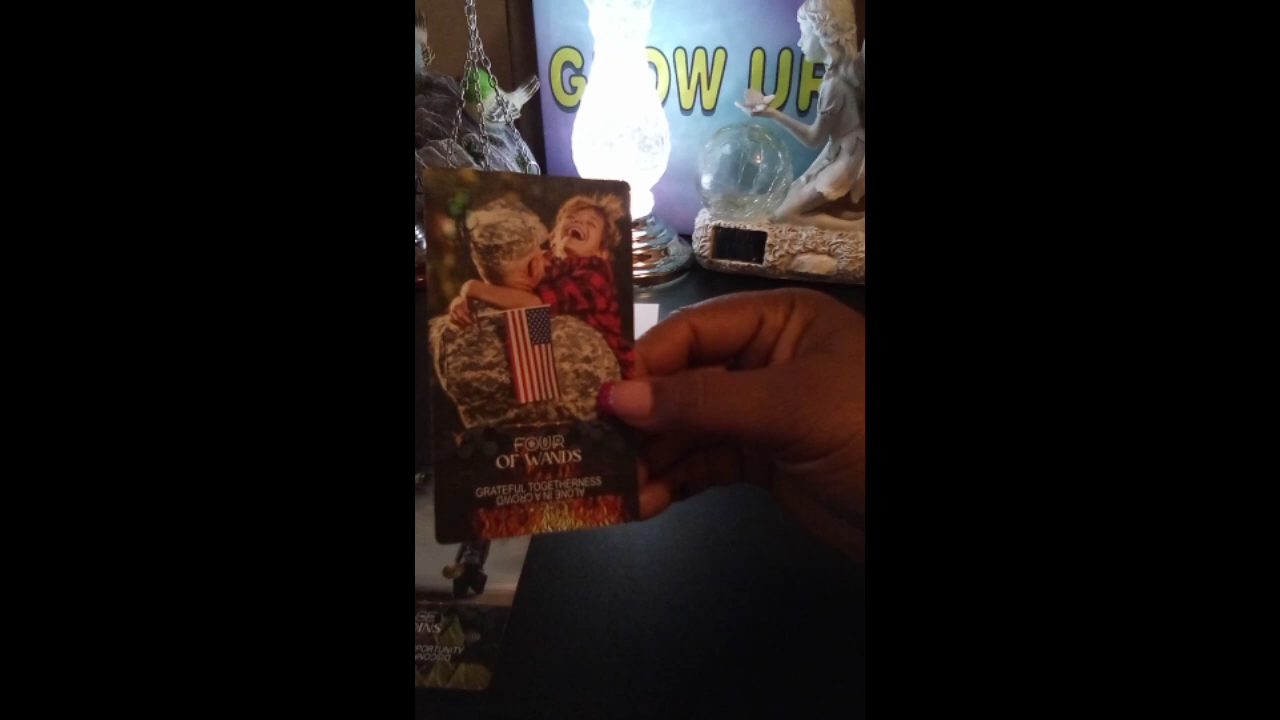 GROW UP
FOUR
OF WANDS
GRATEFUL TOGETHERNESS
ALONE IN A CROWD